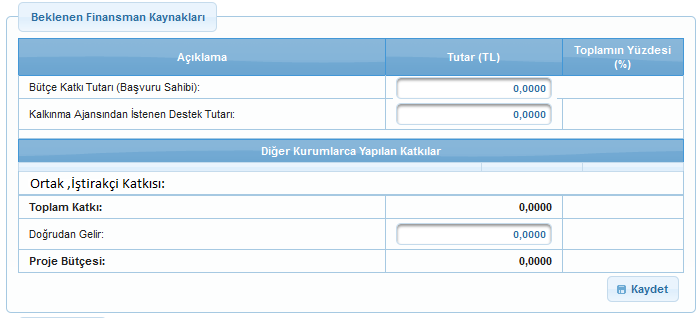 Beklenen Finansman Kaynakları
Açıklama Tutar (TL) Toplamın Yüzdesi
(%)
Bütçe Katkı Tutarı (Başvuru Sahibi): 0,0000
Kalkınma Ajansından İstenen Destek Tutarı: 0,0000
Diğer Kurumlarca Yapılan Katkılar
Ortak ,İştirakçi Katkısı:
Toplam Katkı: 0,0000
Doğrudan Gelir: 0,0000
Proje Bütçesi: 0,0000
Kaydet